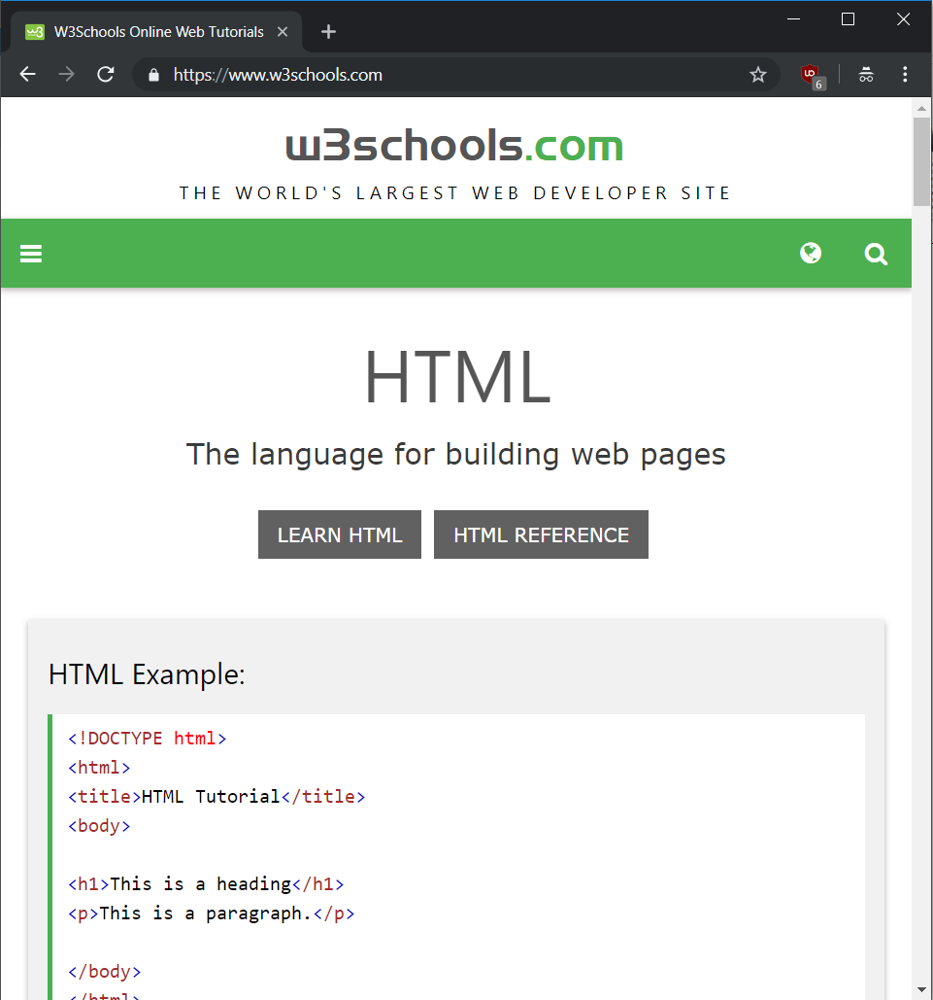 W3Schools Online Web Tutorials
https://www.w3schools.com
6
w3schools.com
THE WORLD'S LARGEST WEB DEVELOPER SITE
HTML
The language for building web pages
LEARN HTML
HTML REFERENCE
HTML Example:
<!DOCTYPE html>
<html>
<title>HTML Tutorial</title>
<body>
<h1>This is a heading</h1>
<p>This is a paragraph.</p>
</body>
</html>